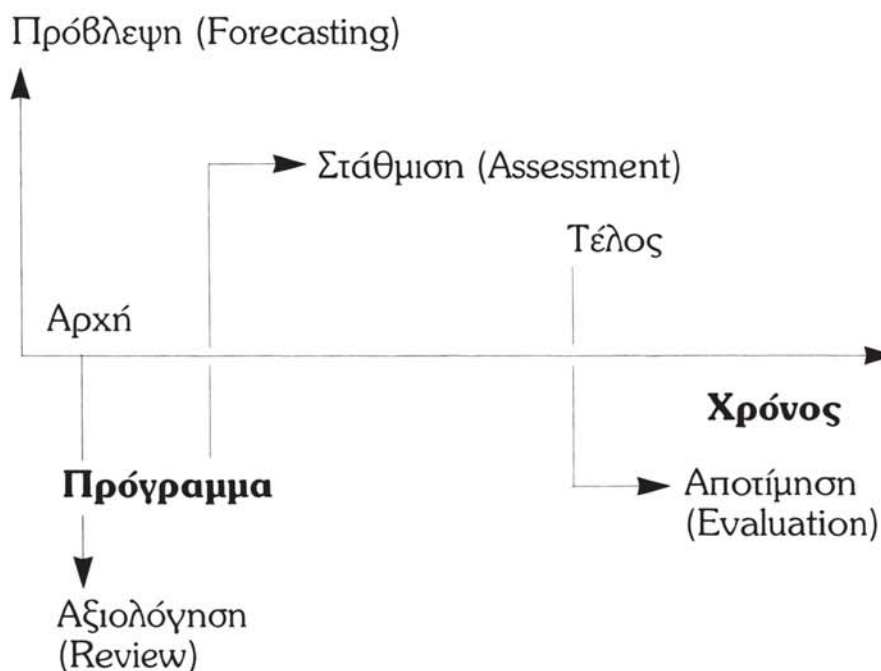 Πρόβλεψη (Forecasting)
Στάθμιση (Assessment)
Τέλος
Αρχή
Χρόνος
Πρόγραμμα
Αποτίμηση
(Evaluation)
Αξιολόγηση
(Review)